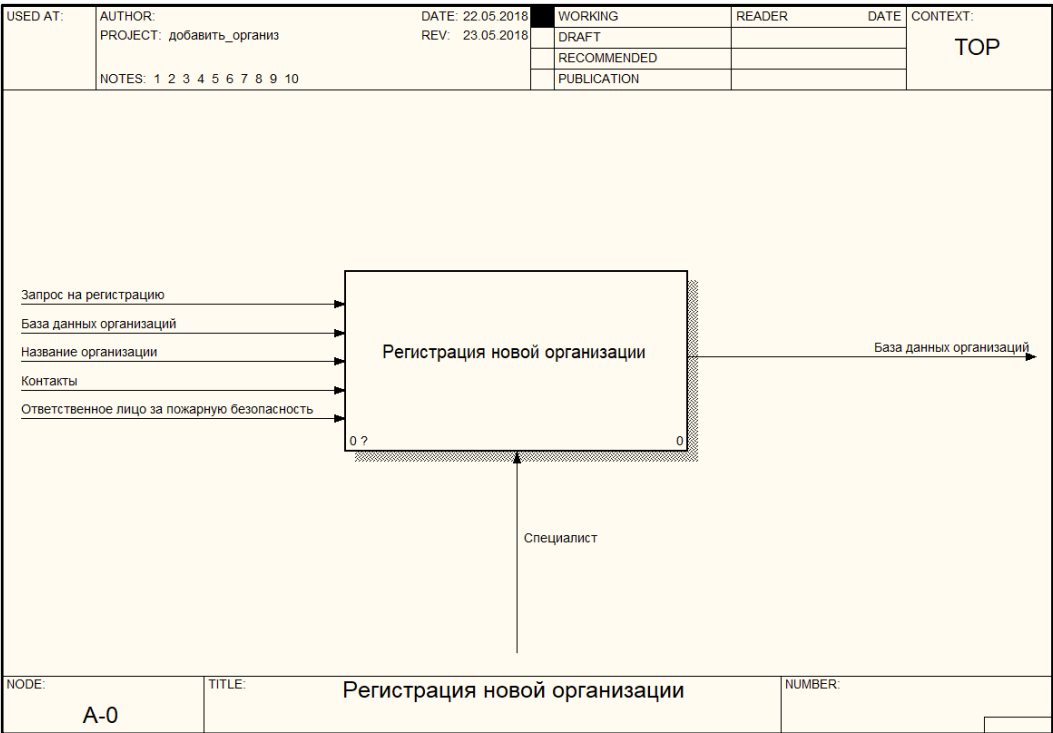 USED AT:
AUTHOR:
DATE: 22.05.2018
WORKING
READER
DATE
CONTEXT:
PROJECT: добавить_организ
REV: 23.05.2018
DRAFT
TOP
RECOMMENDED
NOTES: 1 2 3 4 5 6 7 8 9 10
PUBLICATION
Запрос на регистрацию
База данных организаций
Название организации
Контакты
Ответственное лицо за пожарную безопасность
Регистрация новой организации
0 ?
0
База данных организаций
Специалист
NODE:
A-0
TITLE:
Регистрация новой организации
NUMBER: